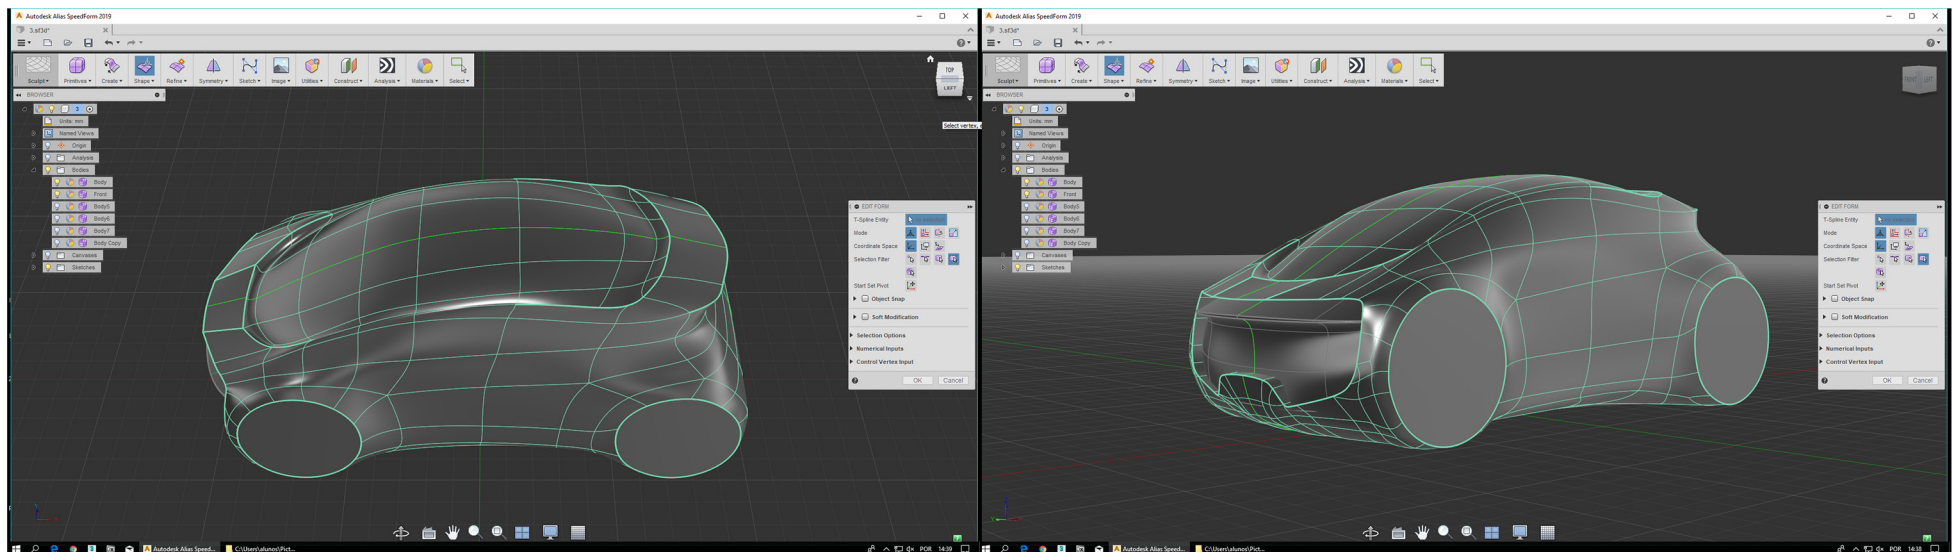 Autodesk Alias SpeedForm 2019
3.sf3d*
Sculpt Primitives Create Shape Refine Symmetry Sketch Image Utilities Construct Analysis Materials Select
BROWSER
3
Units: mm
Named Views
Origin
Analysis
Bodies
Body
Front
Body5
Body6
Body7
Body Copy
Canvases
Sketches
TOP
LEFT
Select vertex,
EDIT FORM
T-Spline Entity
Mode
Coordinate Space
Selection Filter
Start Set Pivot
Object Snap
Soft Modification
Selection Options
Numerical Inputs
Control Vertex Input
OK Cancel
Autodesk Alias Speed... C:\Users\alunos\Pict... POR 14:39
Autodesk Alias SpeedForm 2019
3.sf3d*
Sculpt Primitives Create Shape Refine Symmetry Sketch Image Utilities Construct Analysis Materials Select
BROWSER
3
Units: mm
Named Views
Origin
Analysis
Bodies
Body
Front
Body5
Body6
Body7
Body Copy
Canvases
Sketches
FRONT LEFT
EDIT FORM
T-Spline Entity
Mode
Coordinate Space
Selection Filter
Start Set Pivot
Object Snap
Soft Modification
Selection Options
Numerical Inputs
Control Vertex Input
OK Cancel
Autodesk Alias Speed... C:\Users\alunos\Pict... POR 14:38